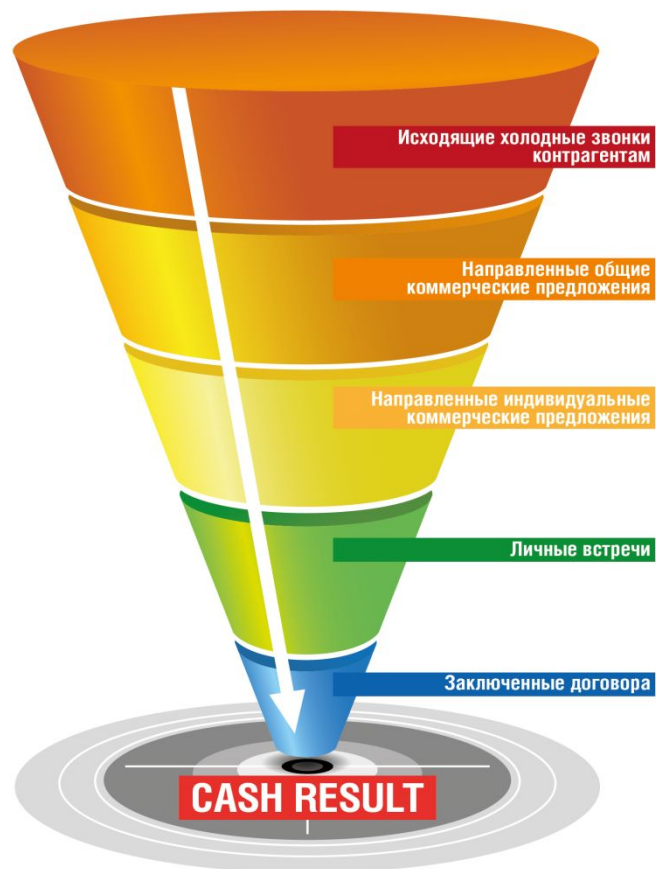 Исходящие холодные звонки
контрагентам
Направленные общие
коммерческие предложения
Направленные индивидуальные
коммерческие предложения
Личные встречи
Заключенные договора
CASH RESULT